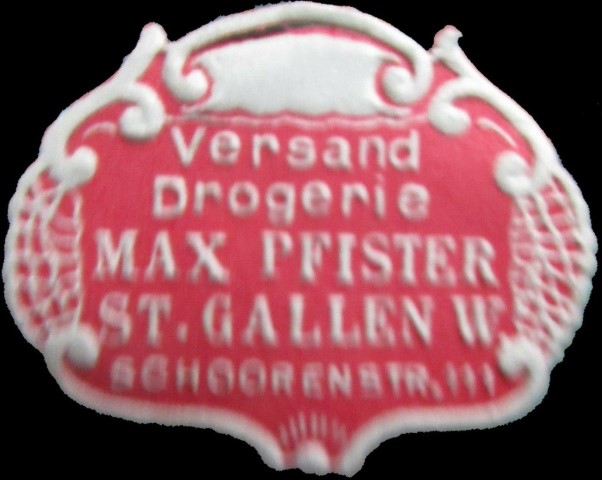 Versand
Drogerie
MAX PFISTER
ST. GALLEN W
SCHOORENSTR. 111